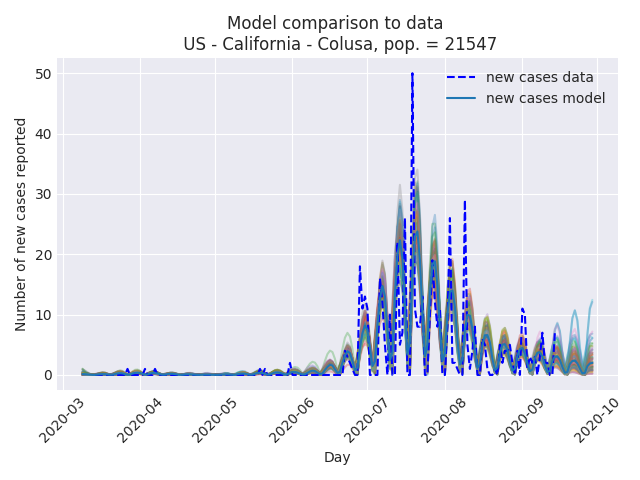 Model comparison to data
US - California - Colusa, pop. = 21547
new cases data
new cases model
Number of new cases reported
50
40
30
20
10
0
2020-03
2020-04
2020-05
2020-06
2020-07
2020-08
2020-09
2020-10
Day